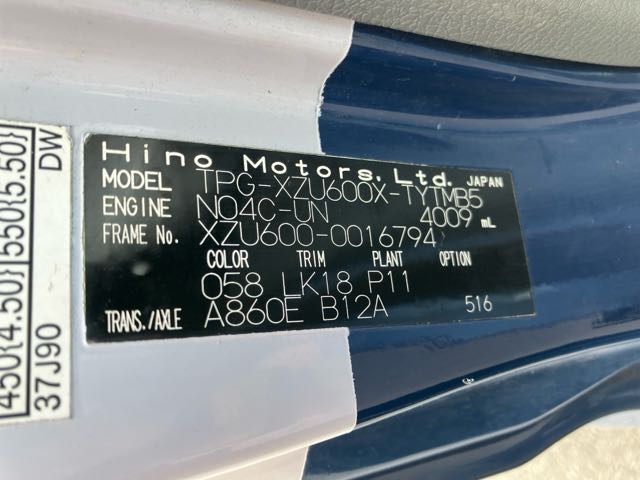 Hino Motors, Ltd. JAPAN
MODEL TPG-XZU600X-TYTMB5
ENGINE N04C-UN 4009 mL
FRAME No. XZU600-0016794
COLOR TRIM PLANT OPTION
058 LK18 P11
TRANS./AXLE A860E B12A 516
450{4.50} 550{5.50}
37J90 DW